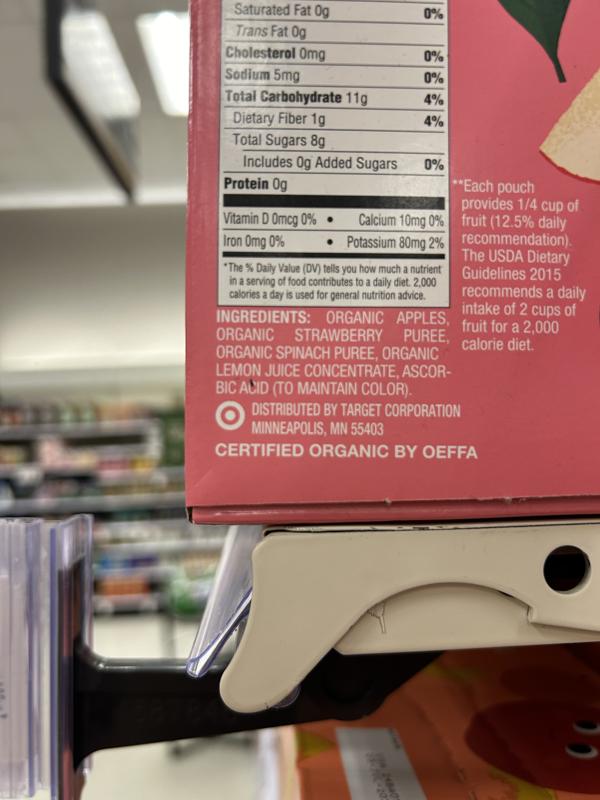 Saturated Fat 0g 0%
Trans Fat 0g
Cholesterol 0mg 0%
Sodium 5mg 0%
Total Carbohydrate 11g 4%
Dietary Fiber 1g 4%
Total Sugars 8g
Includes 0g Added Sugars 0%
Protein 0g
Vitamin D 0mcg 0% • Calcium 10mg 0%
Iron 0mg 0% • Potassium 80mg 2%
*The % Daily Value (DV) tells you how much a nutrient
in a serving of food contributes to a daily diet. 2,000
calories a day is used for general nutrition advice.
INGREDIENTS: ORGANIC APPLES,
ORGANIC STRAWBERRY PUREE,
ORGANIC SPINACH PUREE, ORGANIC
LEMON JUICE CONCENTRATE, ASCOR-
BIC ACID (TO MAINTAIN COLOR).
DISTRIBUTED BY TARGET CORPORATION
MINNEAPOLIS, MN 55403
CERTIFIED ORGANIC BY OEFFA
**Each pouch
provides 1/4 cup of
fruit (12.5% daily
recommendation).
The USDA Dietary
Guidelines 2015
recommends a daily
intake of 2 cups of
fruit for a 2,000
calorie diet.